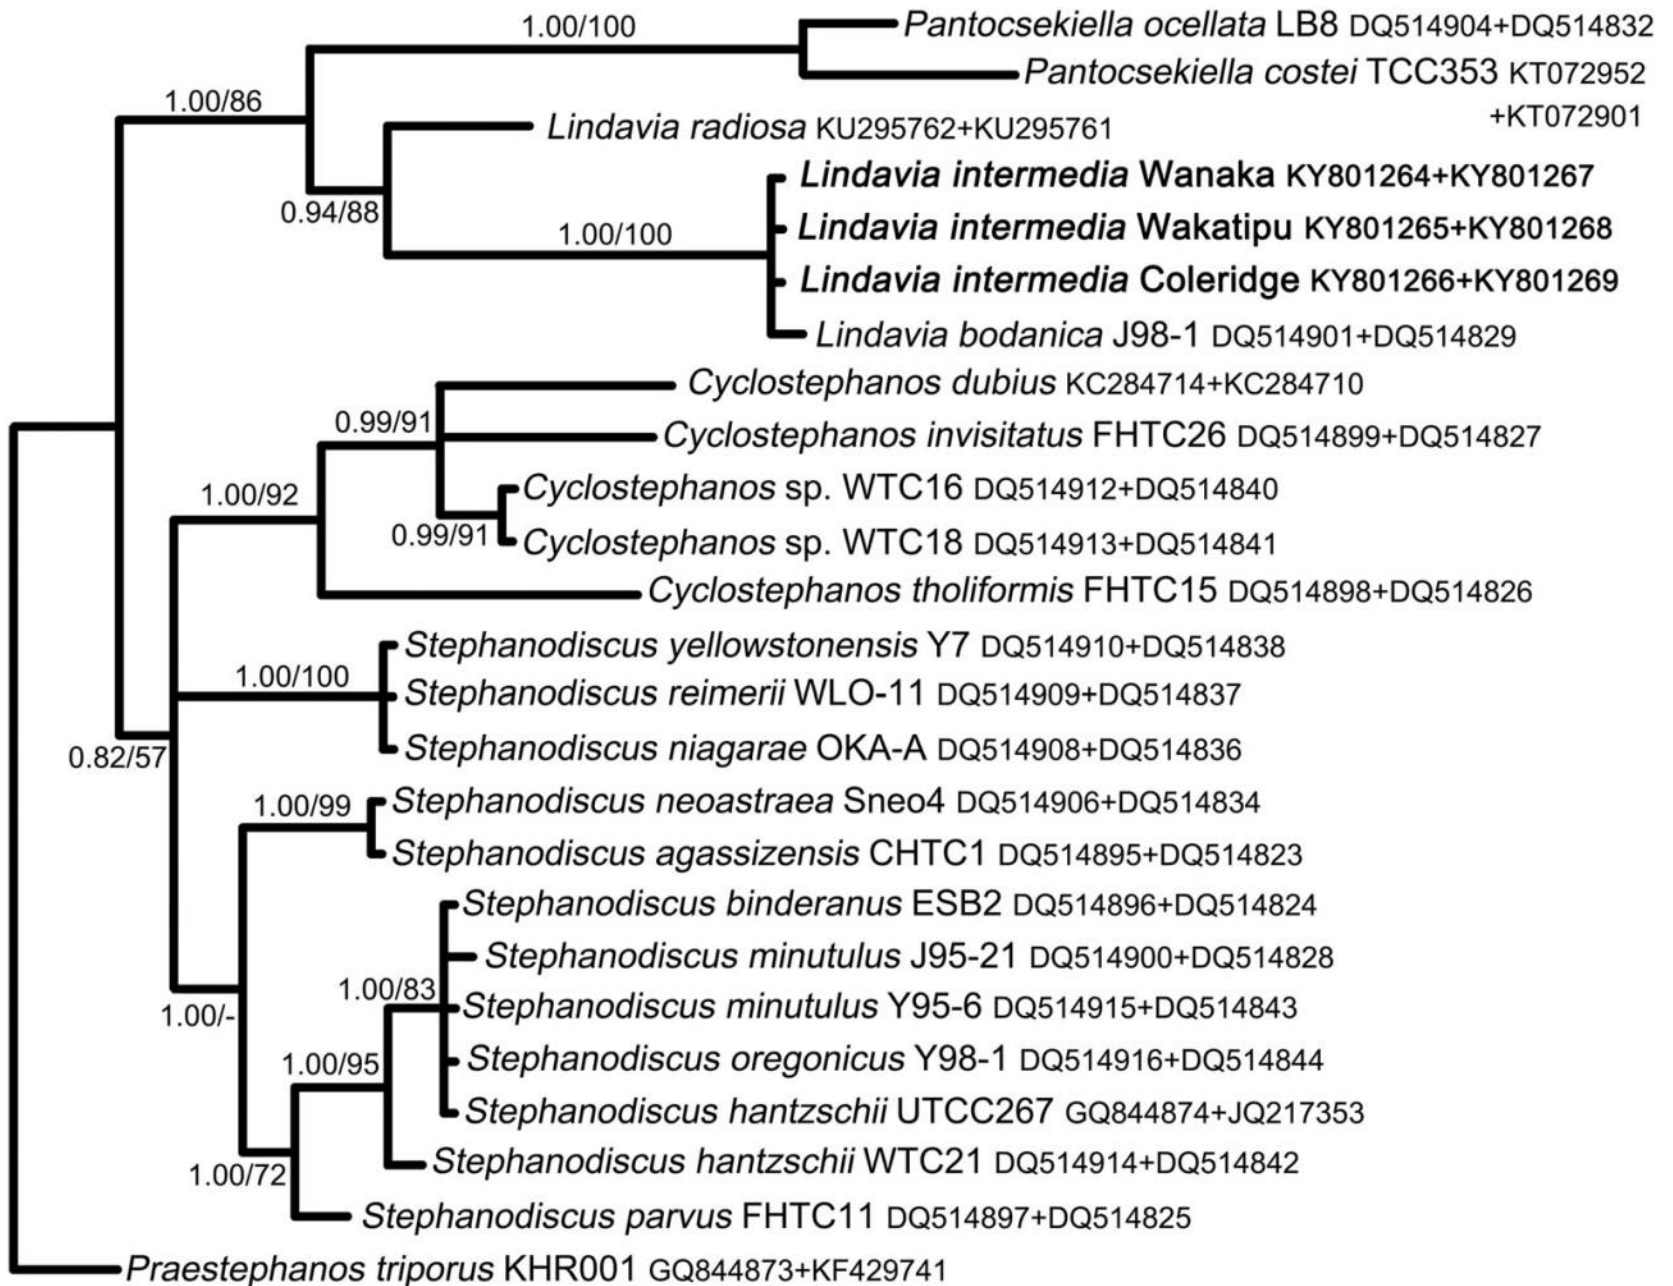 1.00/100
Pantocsekiella ocellata LB8 DQ514904+DQ514832
Pantocsekiella costei TCC353 KT072952
+KT072901
1.00/86
Lindavia radiosa KU295762+KU295761
Lindavia intermedia Wanaka KY801264+KY801267
0.94/88
1.00/100
Lindavia intermedia Wakatipu KY801265+KY801268
Lindavia intermedia Coleridge KY801266+KY801269
Lindavia bodanica J98-1 DQ514901+DQ514829
Cyclostephanos dubius KC284714+KC284710
0.99/91
Cyclostephanos invisitatus FHTC26 DQ514899+DQ514827
1.00/92
Cyclostephanos sp. WTC16 DQ514912+DQ514840
0.99/91
Cyclostephanos sp. WTC18 DQ514913+DQ514841
Cyclostephanos tholiformis FHTC15 DQ514898+DQ514826
Stephanodiscus yellowstonensis Y7 DQ514910+DQ514838
1.00/100
Stephanodiscus reimerii WLO-11 DQ514909+DQ514837
Stephanodiscus niagarae OKA-A DQ514908+DQ514836
0.82/57
1.00/99
Stephanodiscus neoastraea Sneo4 DQ514906+DQ514834
Stephanodiscus agassizensis CHTC1 DQ514895+DQ514823
Stephanodiscus binderanus ESB2 DQ514896+DQ514824
Stephanodiscus minutulus J95-21 DQ514900+DQ514828
1.00/83
Stephanodiscus minutulus Y95-6 DQ514915+DQ514843
1.00/-
1.00/95
Stephanodiscus oregonicus Y98-1 DQ514916+DQ514844
Stephanodiscus hantzschii UTCC267 GQ844874+JQ217353
Stephanodiscus hantzschii WTC21 DQ514914+DQ514842
1.00/72
Stephanodiscus parvus FHTC11 DQ514897+DQ514825
Praestephanos triporus KHR001 GQ844873+KF429741